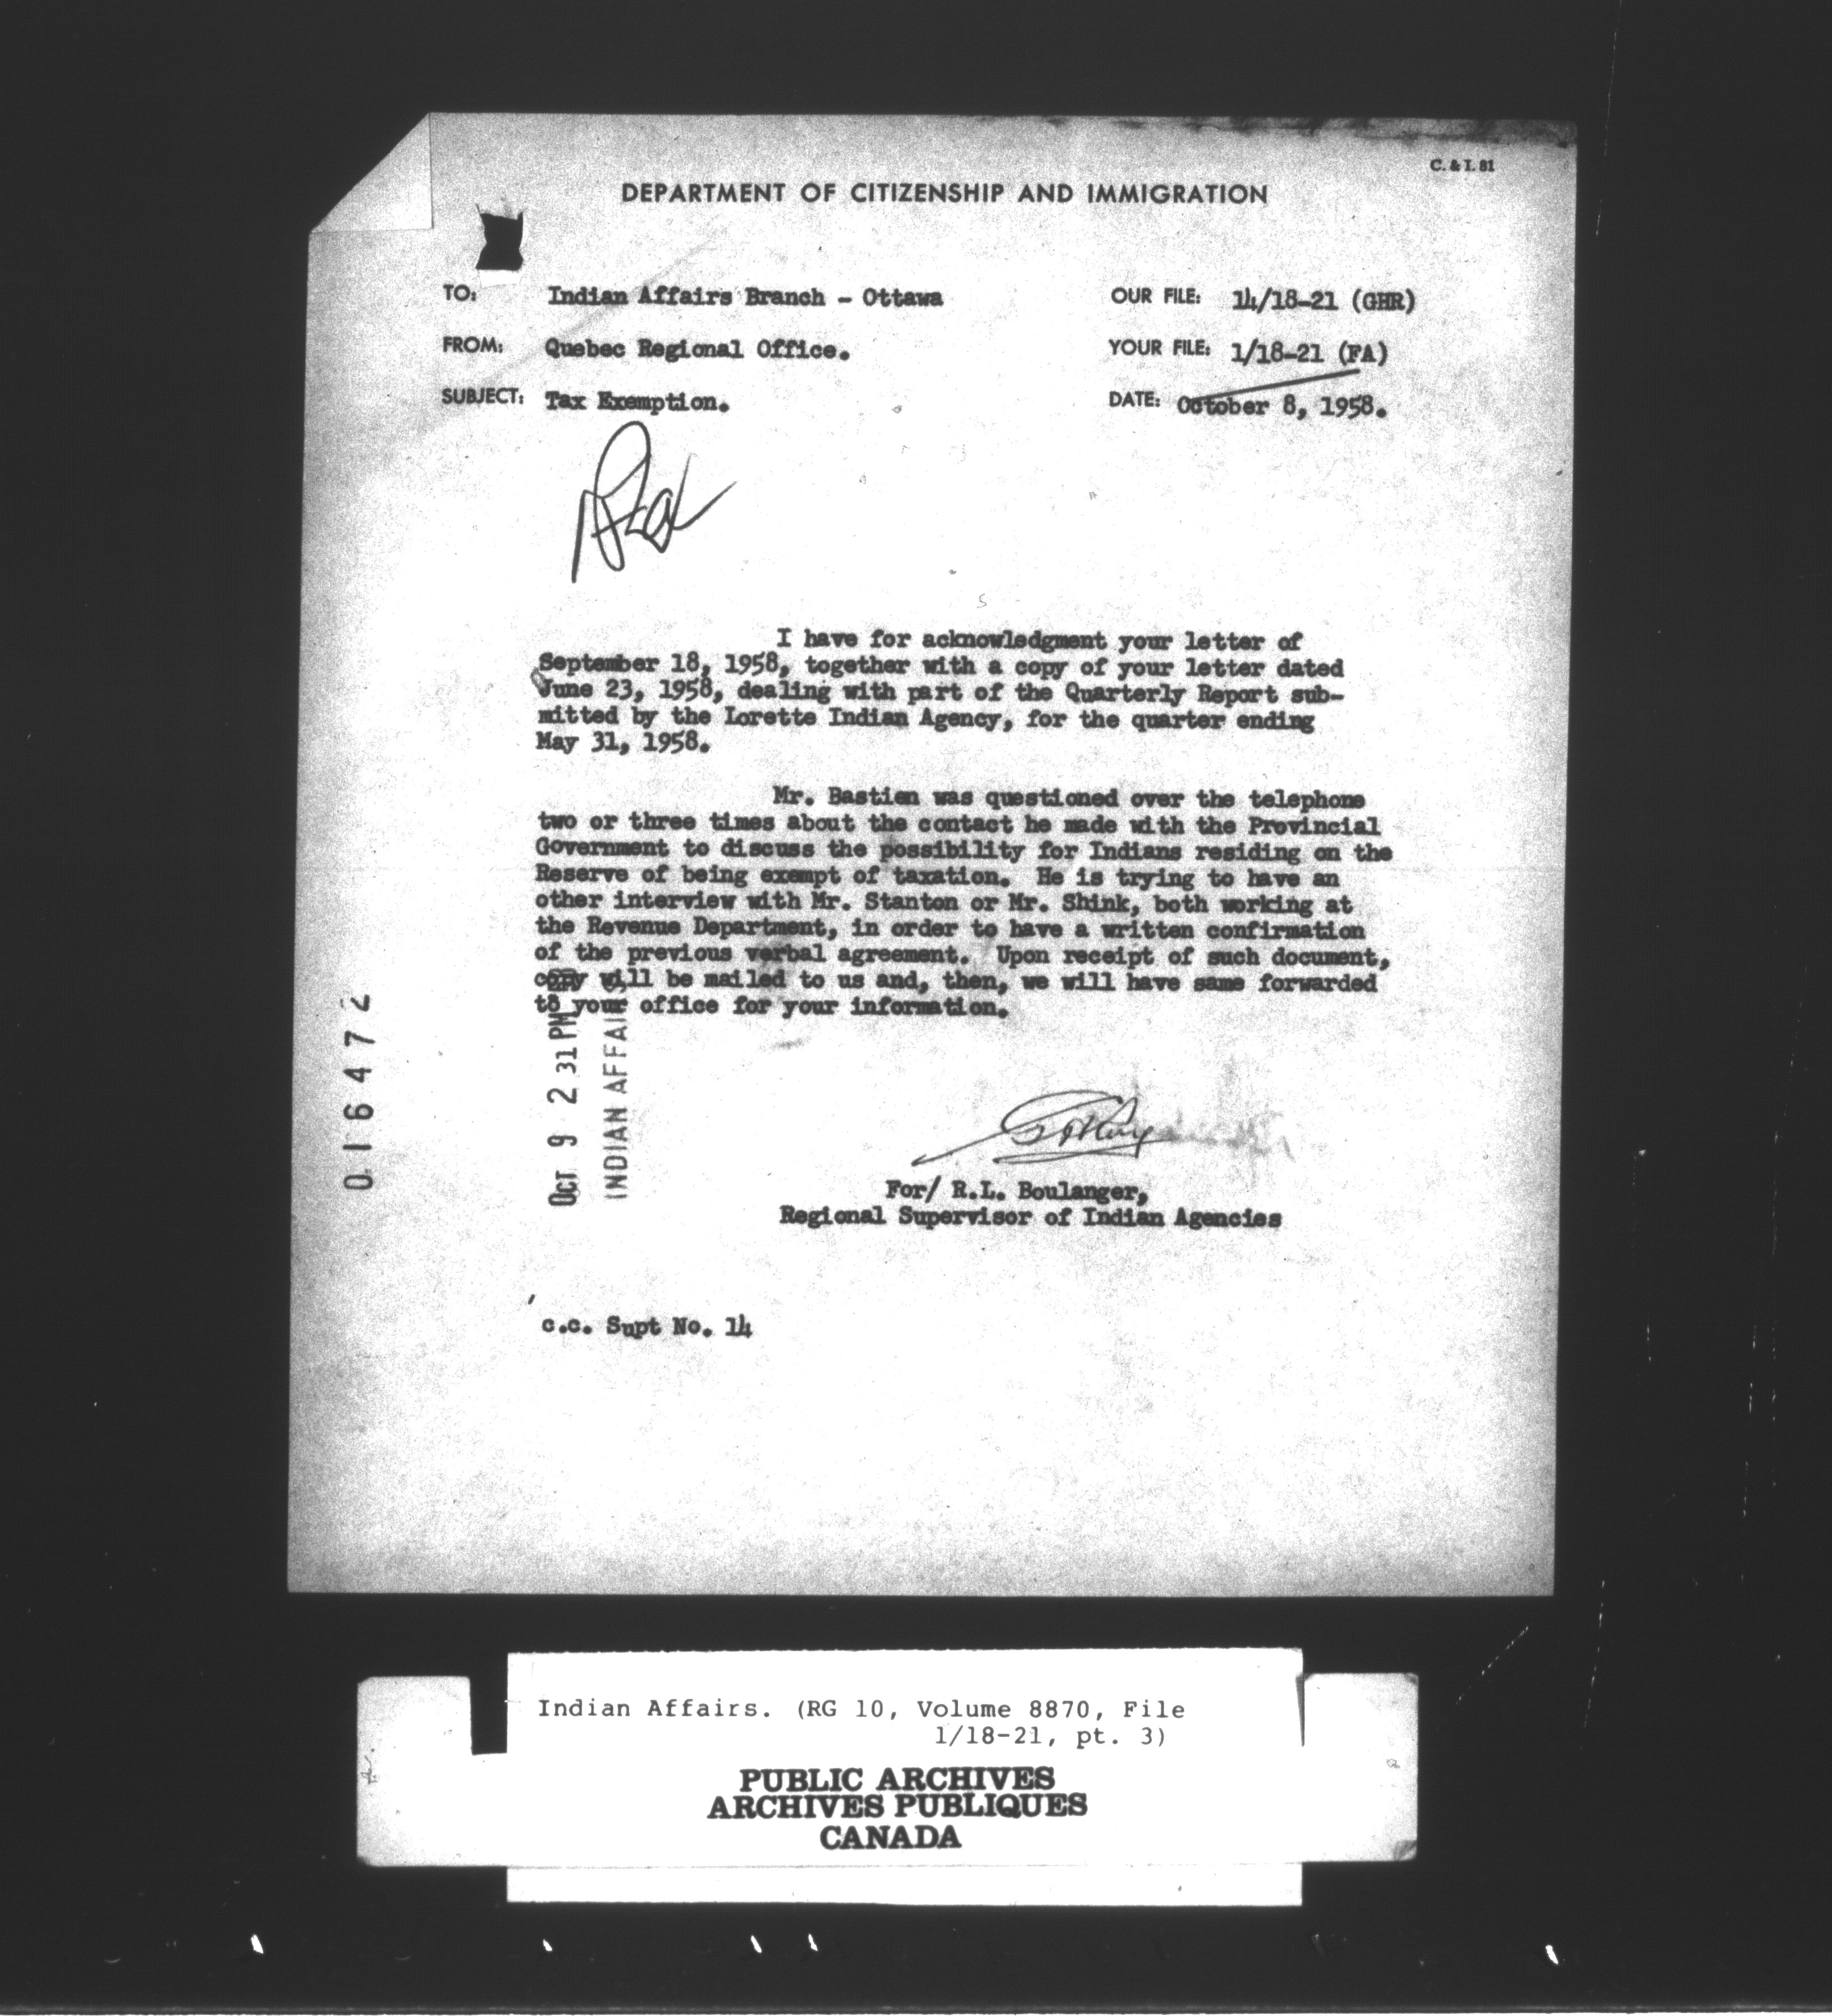 C. & I. 81
DEPARTMENT OF CITIZENSHIP AND IMMIGRATION
TO: Indian Affairs Branch - Ottawa
OUR FILE: 14/18-21 (GHR)
FROM: Quebec Regional Office.
YOUR FILE: 1/18-21 (FA)
SUBJECT: Tax Exemption.
DATE: October 8, 1958.
I have for acknowledgment your letter of
September 18, 1958, together with a copy of your letter dated
June 23, 1958, dealing with part of the Quarterly Report sub-
mitted by the Lorette Indian Agency, for the quarter ending
May 31, 1958.
Mr. Bastien was questioned over the telephone
two or three times about the contact he made with the Provincial
Government to discuss the possibility for Indians residing on the
Reserve of being exempt of taxation. He is trying to have an
other interview with Mr. Stanton or Mr. Shink, both working at
the Revenue Department, in order to have a written confirmation
of the previous verbal agreement. Upon receipt of such document,
copy will be mailed to us and, then, we will have same forwarded
to your office for your information.
016472
OCT 9 2 31 PM
INDIAN AFFAI
For/ R.L. Boulanger,
Regional Supervisor of Indian Agencies
c.c. Supt No. 14
Indian Affairs. (RG 10, Volume 8870, File
1/18-21, pt. 3)
PUBLIC ARCHIVES
ARCHIVES PUBLIQUES
CANADA